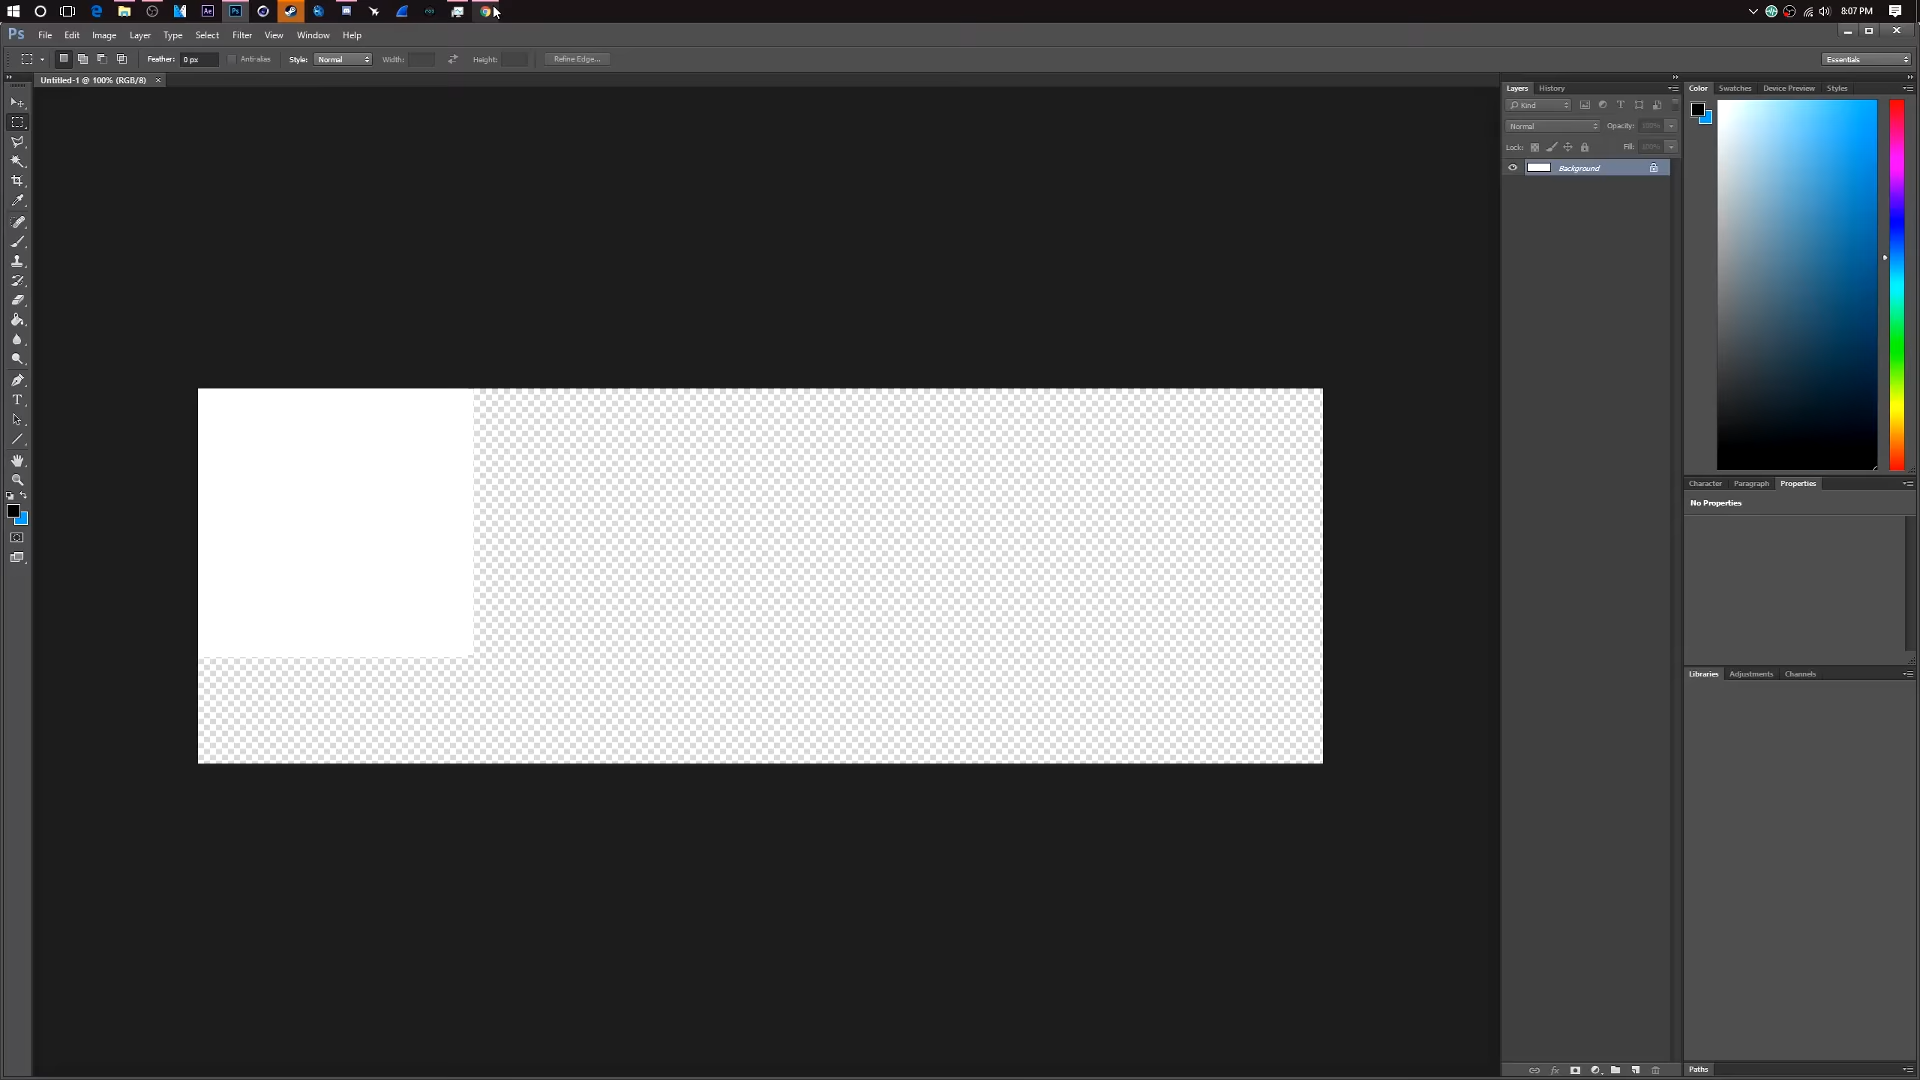 8:07 PM
Ps File Edit Image Layer Type Select Filter View Window Help
Feather: 0 px Anti-alias Style: Normal Width: Height: Refine Edge... Essentials
Untitled-1 @ 100% (RGB/8) ×
Layers History
Color Swatches Device Preview Styles
Kind
Normal Opacity: 100%
Lock: Fill: 100%
Background
Character Paragraph Properties
No Properties
Libraries Adjustments Channels
Paths